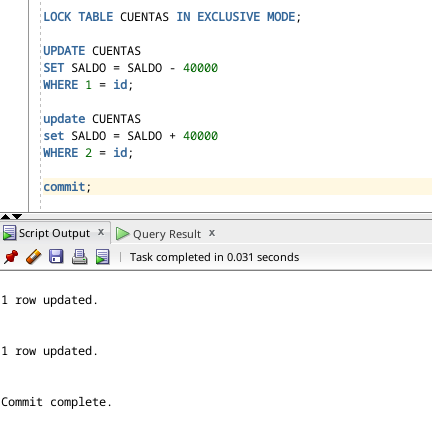 LOCK TABLE CUENTAS IN EXCLUSIVE MODE;
UPDATE CUENTAS
SET SALDO = SALDO - 40000
WHERE 1 = id;
update CUENTAS
set SALDO = SALDO + 40000
WHERE 2 = id;
commit;
Script Output x Query Result x
Task completed in 0.031 seconds
1 row updated.
1 row updated.
Commit complete.